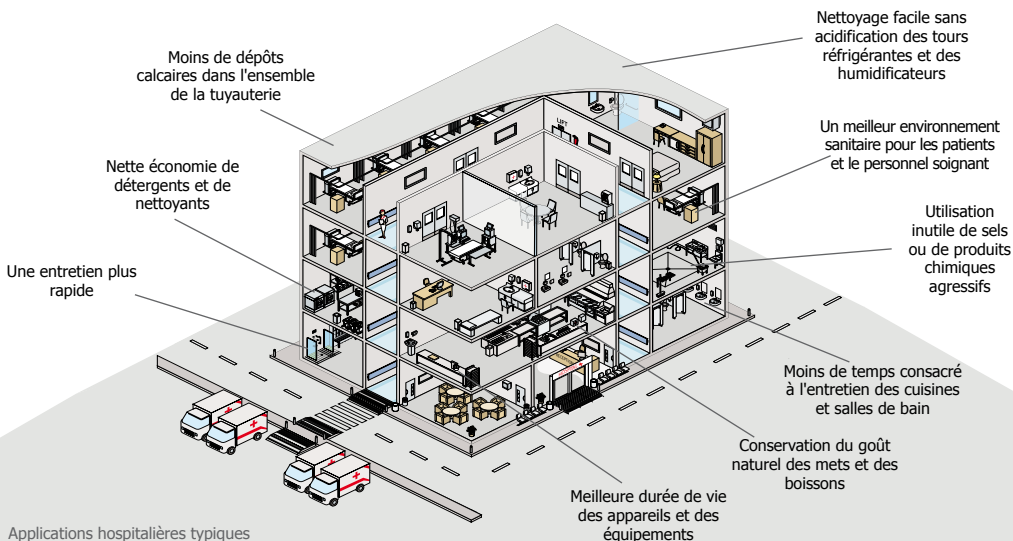 Nettoyage facile sans
acidification des tours
réfrigérantes et des
humidificateurs
Moins de dépôts
calcaires dans l'ensemble
de la tuyauterie
Un meilleur environnement
sanitaire pour les patients
et le personnel soignant
Nette économie de
détergents et de
nettoyants
Utilisation
inutile de sels
ou de produits
chimiques
agressifs
Une entretien plus
rapide
LIFT
Moins de temps consacré
à l'entretien des cuisines
et salles de bain
Conservation du goût
naturel des mets et des
boissons
Meilleure durée de vie
des appareils et des
équipements
Applications hospitalières typiques